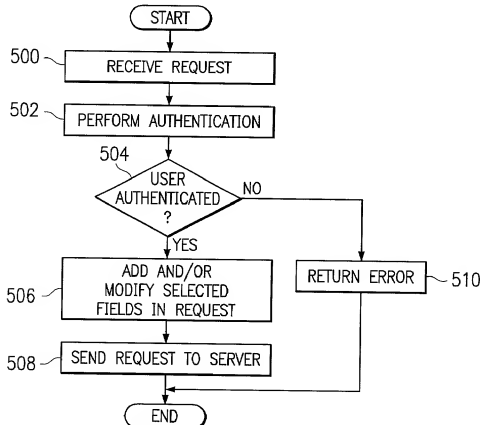 START
500
RECEIVE REQUEST
502
PERFORM AUTHENTICATION
504
USER
AUTHENTICATED
?
NO
YES
506
ADD AND/OR
MODIFY SELECTED
FIELDS IN REQUEST
RETURN ERROR
510
508
SEND REQUEST TO SERVER
END